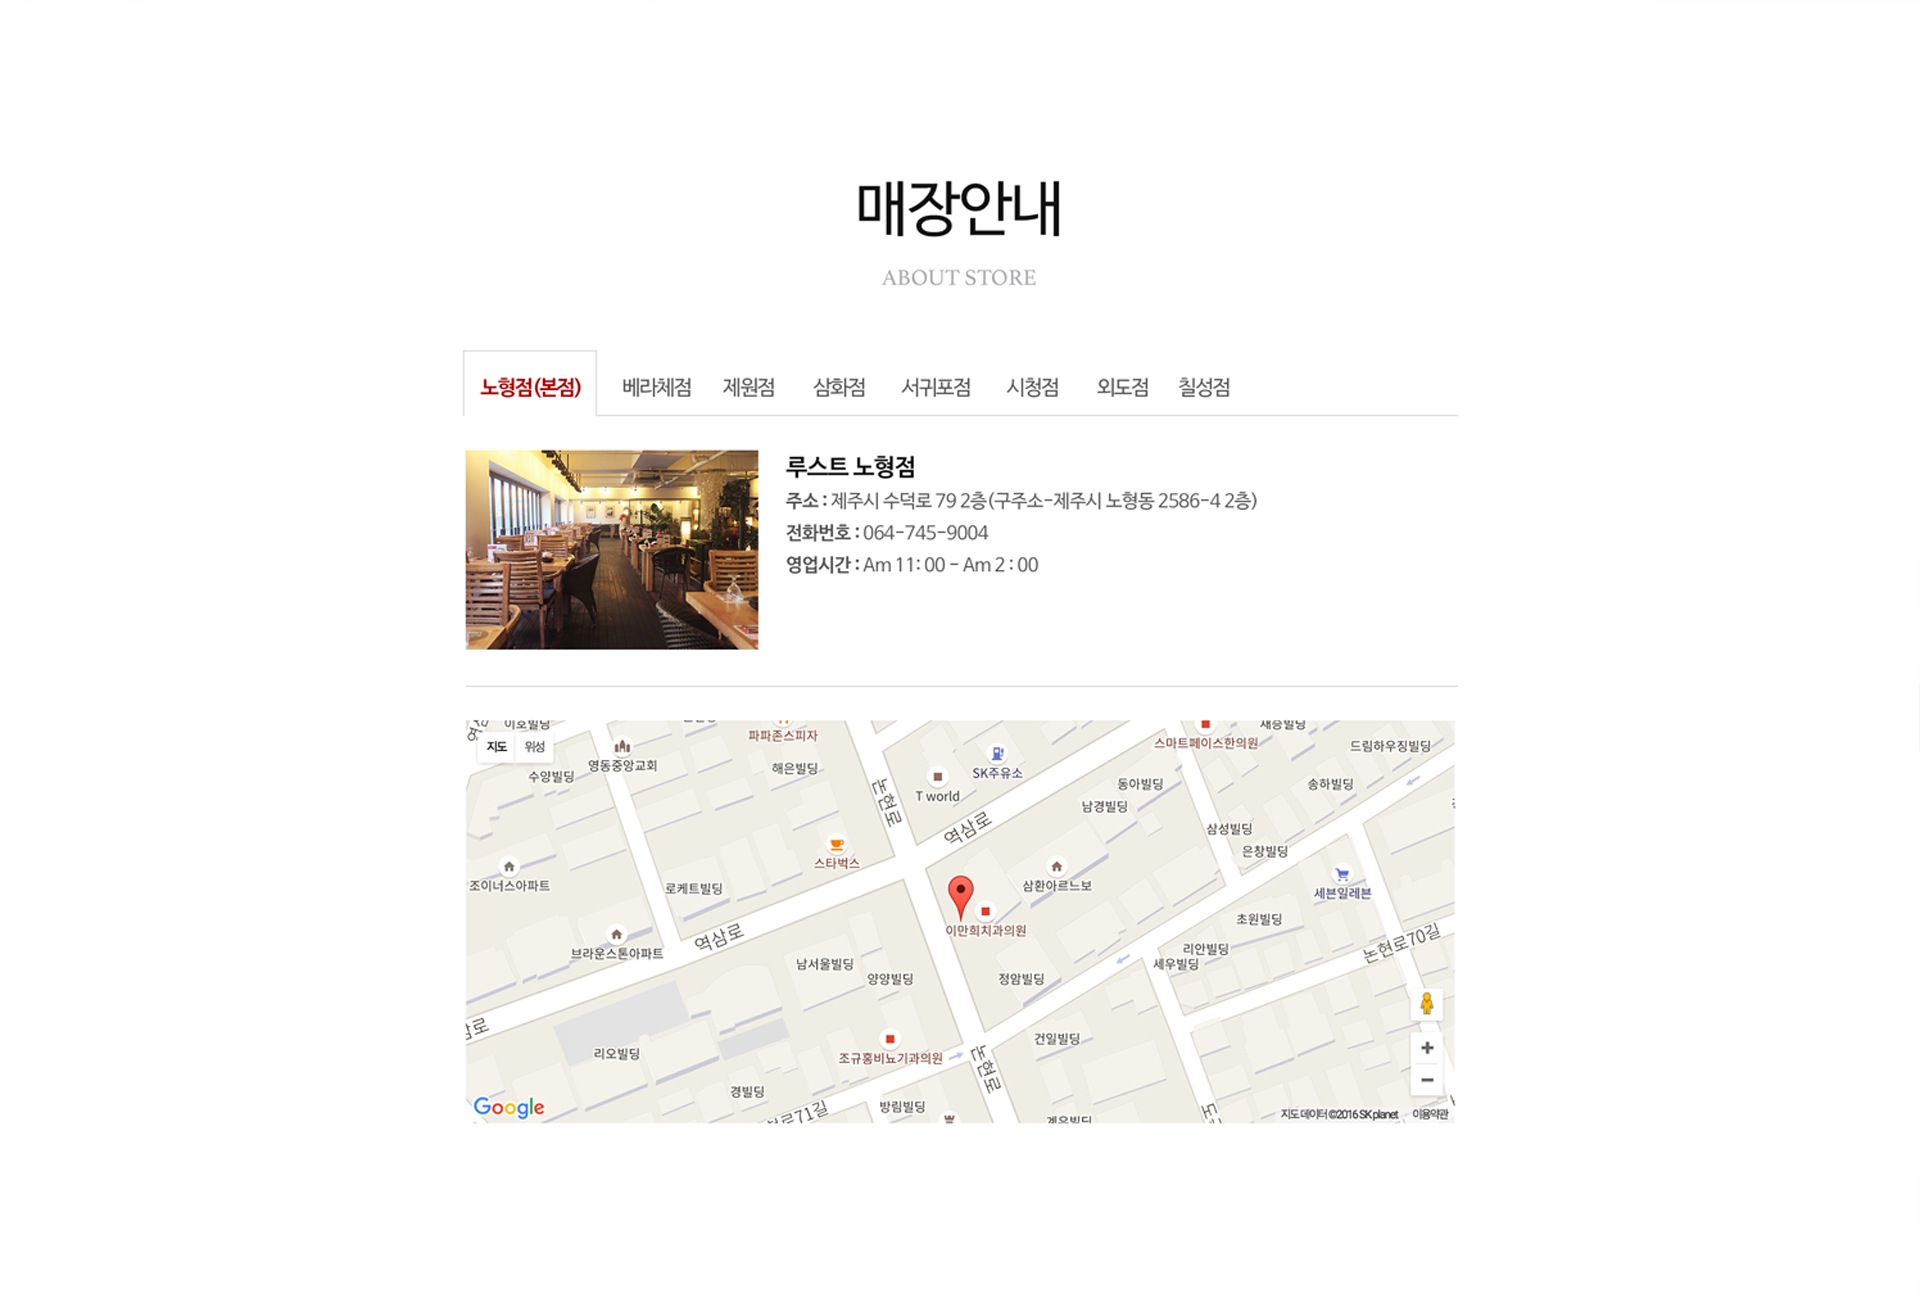 매장안내
ABOUT STORE
노형점(본점) 베라체점 제원점 삼화점 서귀포점 시청점 외도점 칠성점
루스트 노형점
주소 : 제주시 수덕로 79 2층(구주소-제주시 노형동 2586-4 2층)
전화번호 : 064-745-9004
영업시간 : Am 11: 00 - Am 2 : 00
이호빌딩
새승빌딩
파파존스피자
스마트페이스한의원
지도 위성
드림하우징빌딩
영동중앙교회
해은빌딩
SK주유소
수양빌딩
동아빌딩
송하빌딩
T world
논현로
남경빌딩
역삼로
삼성빌딩
은창빌딩
스타벅스
조이너스아파트
로케트빌딩
삼환아르느보
세븐일레븐
초원빌딩
이만희치과의원
역삼로
논현로70길
브라운스톤아파트
리안빌딩
남서울빌딩
세우빌딩
양양빌딩
정암빌딩
건일빌딩
리오빌딩
조규홍비뇨기과의원
논현로
경빌딩
방림빌딩
로71길
계유빌딩
Google
지도 데이터 ©2016 SK planet 이용약관